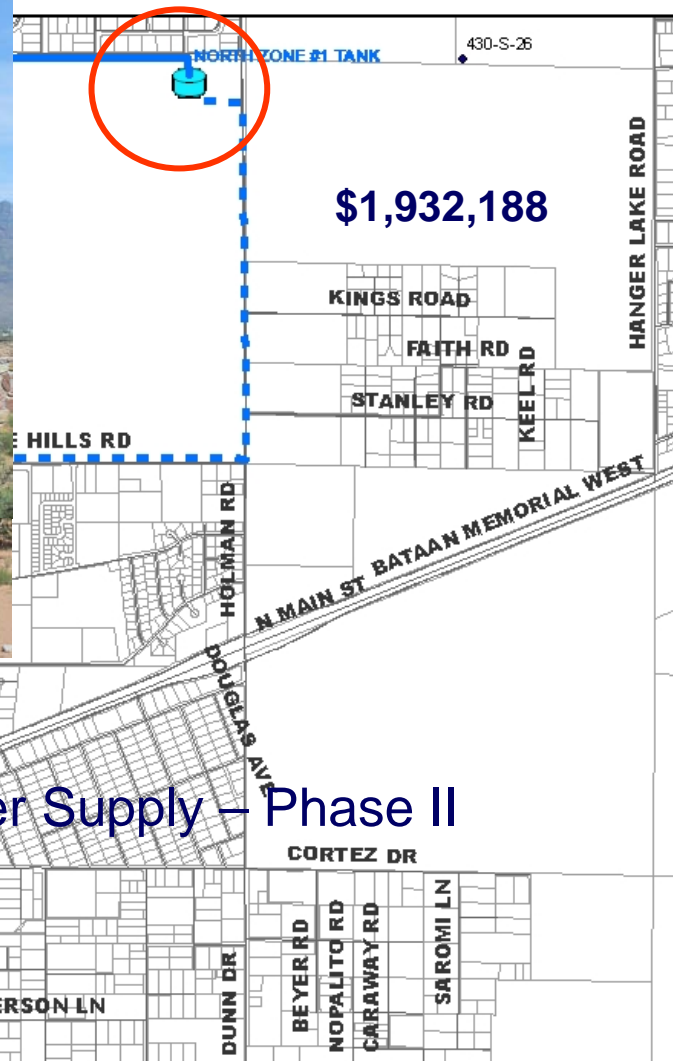 NORTH ZONE #1 TANK
430-S-26
HANGER LAKE ROAD
$1,932,188
KINGS ROAD
FAITH RD
KEEL RD
STANLEY RD
E HILLS RD
HOLMAN RD
N MAIN ST BATAAN MEMORIAL WEST
DOUGLAS AVE
er Supply – Phase II
CORTEZ DR
DUNN DR
BEYER RD
NOPALITO RD
CARAWAY RD
SAROMI LN
ERSON LN